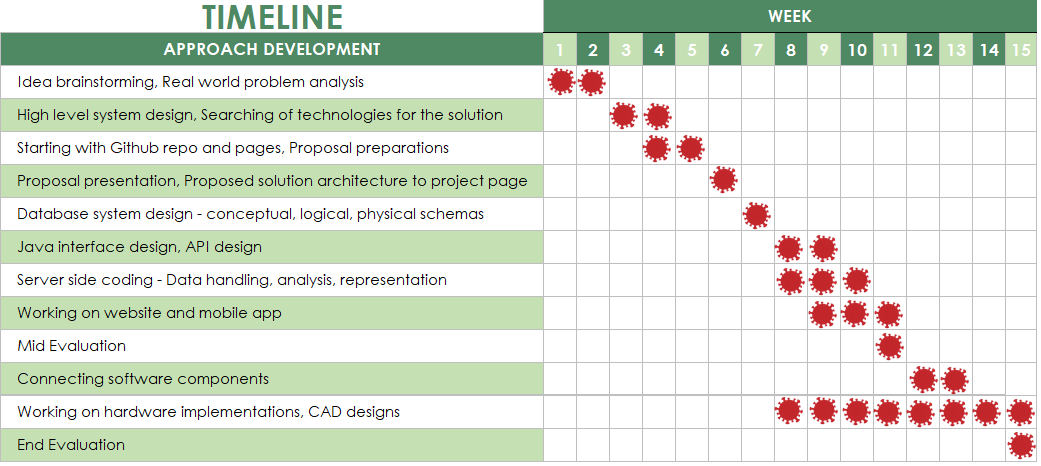 TIMELINE
WEEK
APPROACH DEVELOPMENT
1 2 3 4 5 6 7 8 9 10 11 12 13 14 15
Idea brainstorming, Real world problem analysis
High level system design, Searching of technologies for the solution
Starting with Github repo and pages, Proposal preparations
Proposal presentation, Proposed solution architecture to project page
Database system design - conceptual, logical, physical schemas
Java interface design, API design
Server side coding - Data handling, analysis, representation
Working on website and mobile app
Mid Evaluation
Connecting software components
Working on hardware implementations, CAD designs
End Evaluation